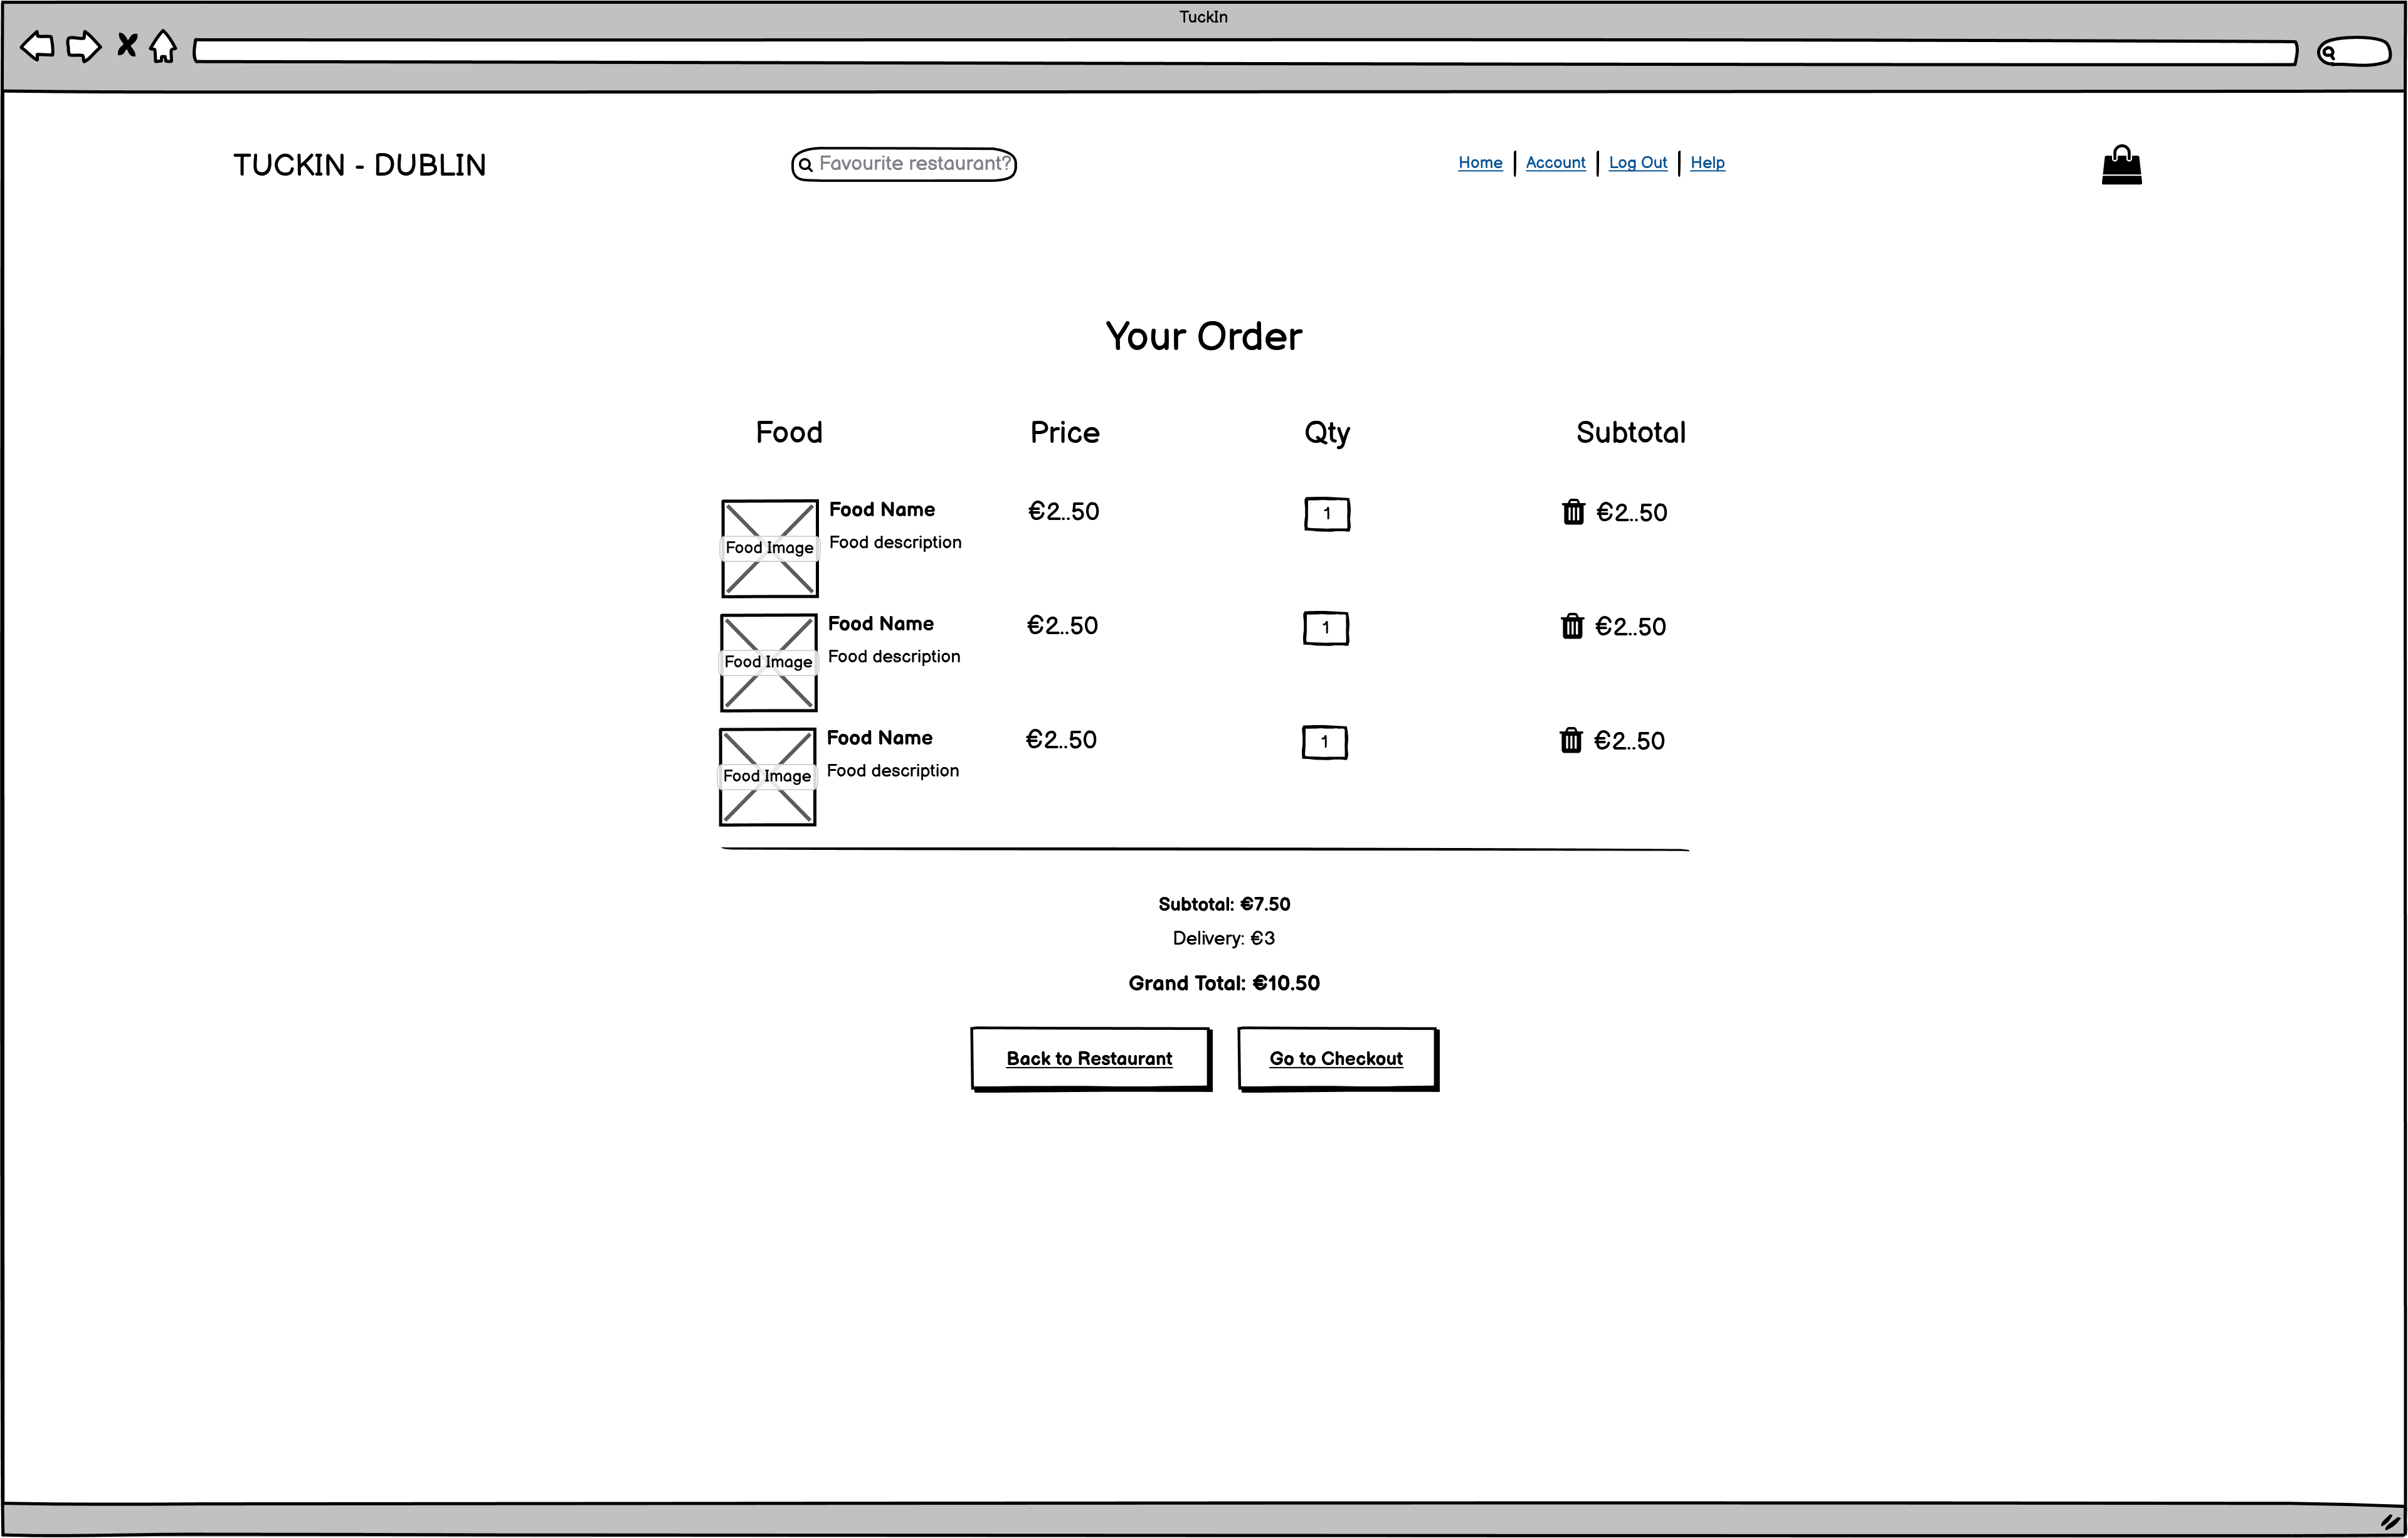 TuckIn
TUCKIN - DUBLIN
Favourite restaurant?
Home Account Log Out Help
Your Order
Food Price Qty Subtotal
Food Name €2..50 1 €2..50
Food description
Food Image
Food Name €2..50 1 €2..50
Food description
Food Image
Food Name €2..50 1 €2..50
Food description
Food Image
Subtotal: €7.50
Delivery: €3
Grand Total: €10.50
Back to Restaurant Go to Checkout